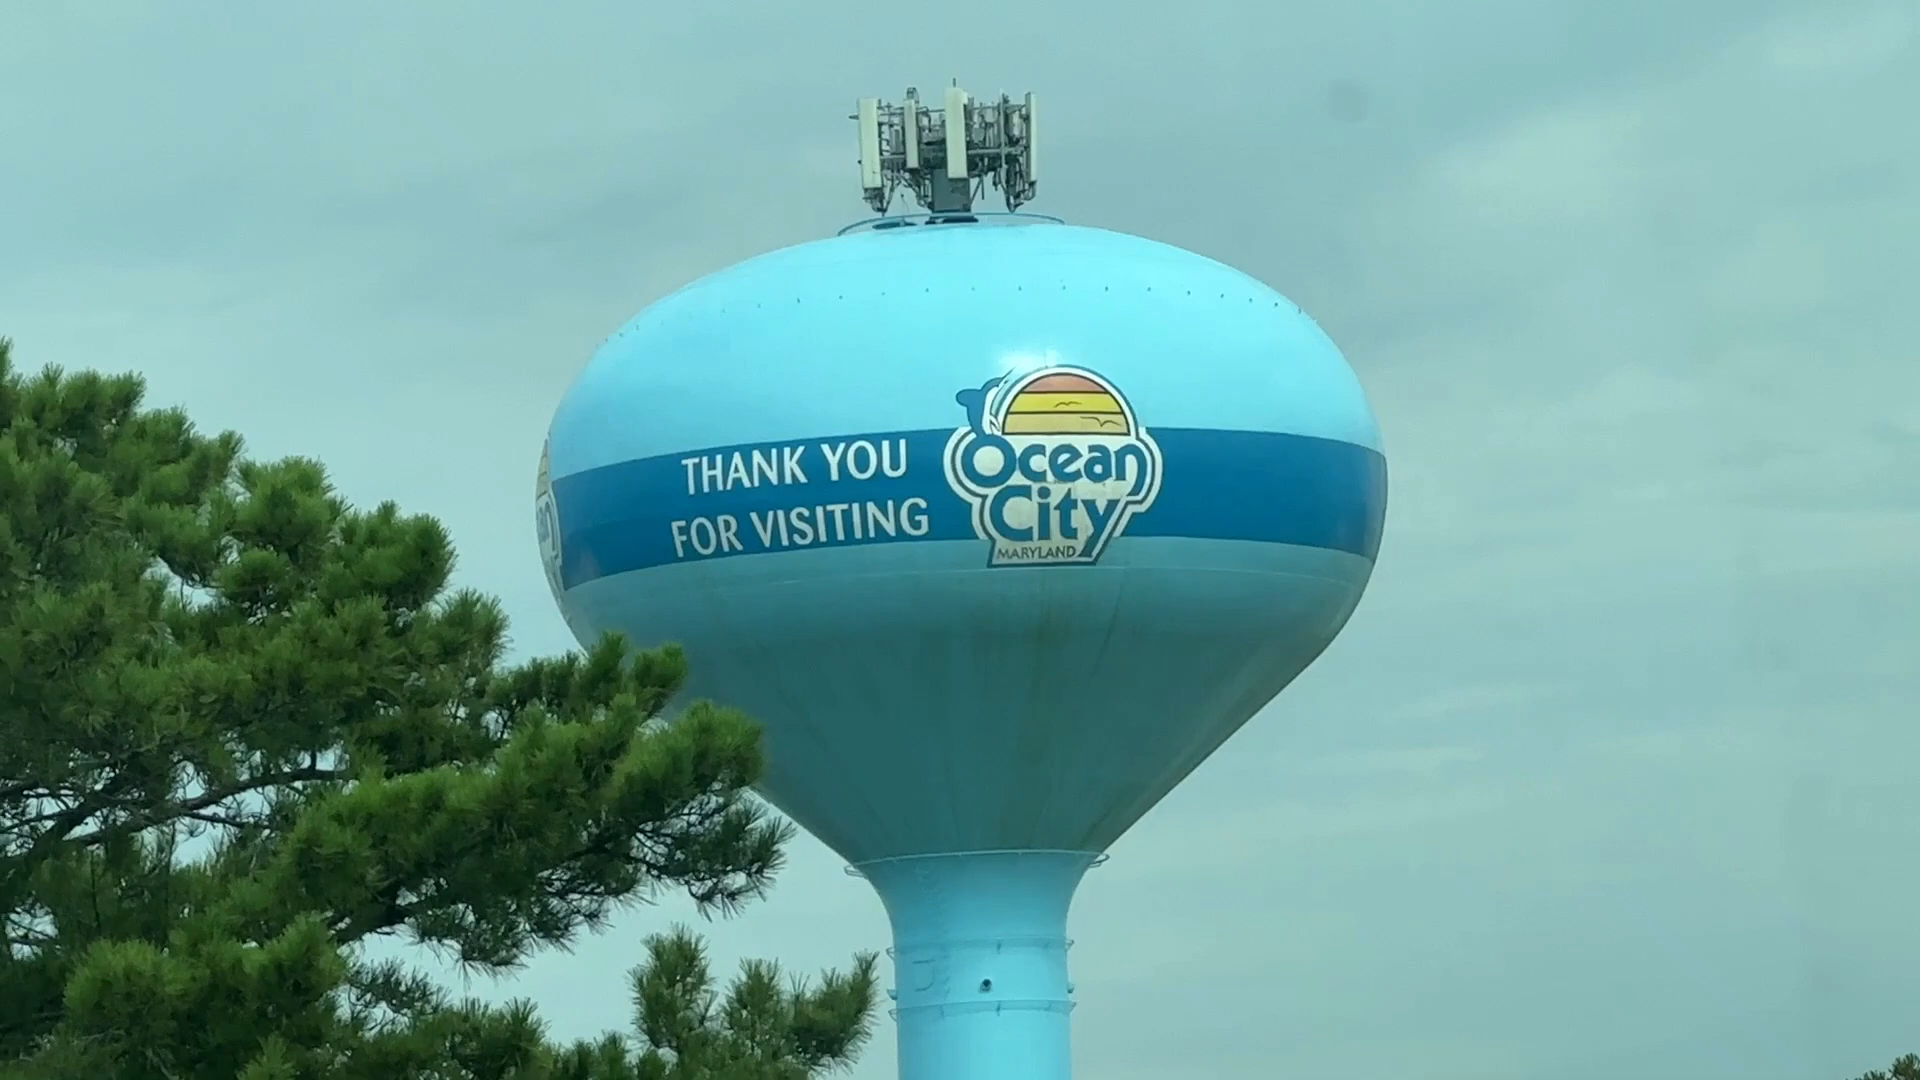 THANK YOU
FOR VISITING
Ocean
City
MARYLAND